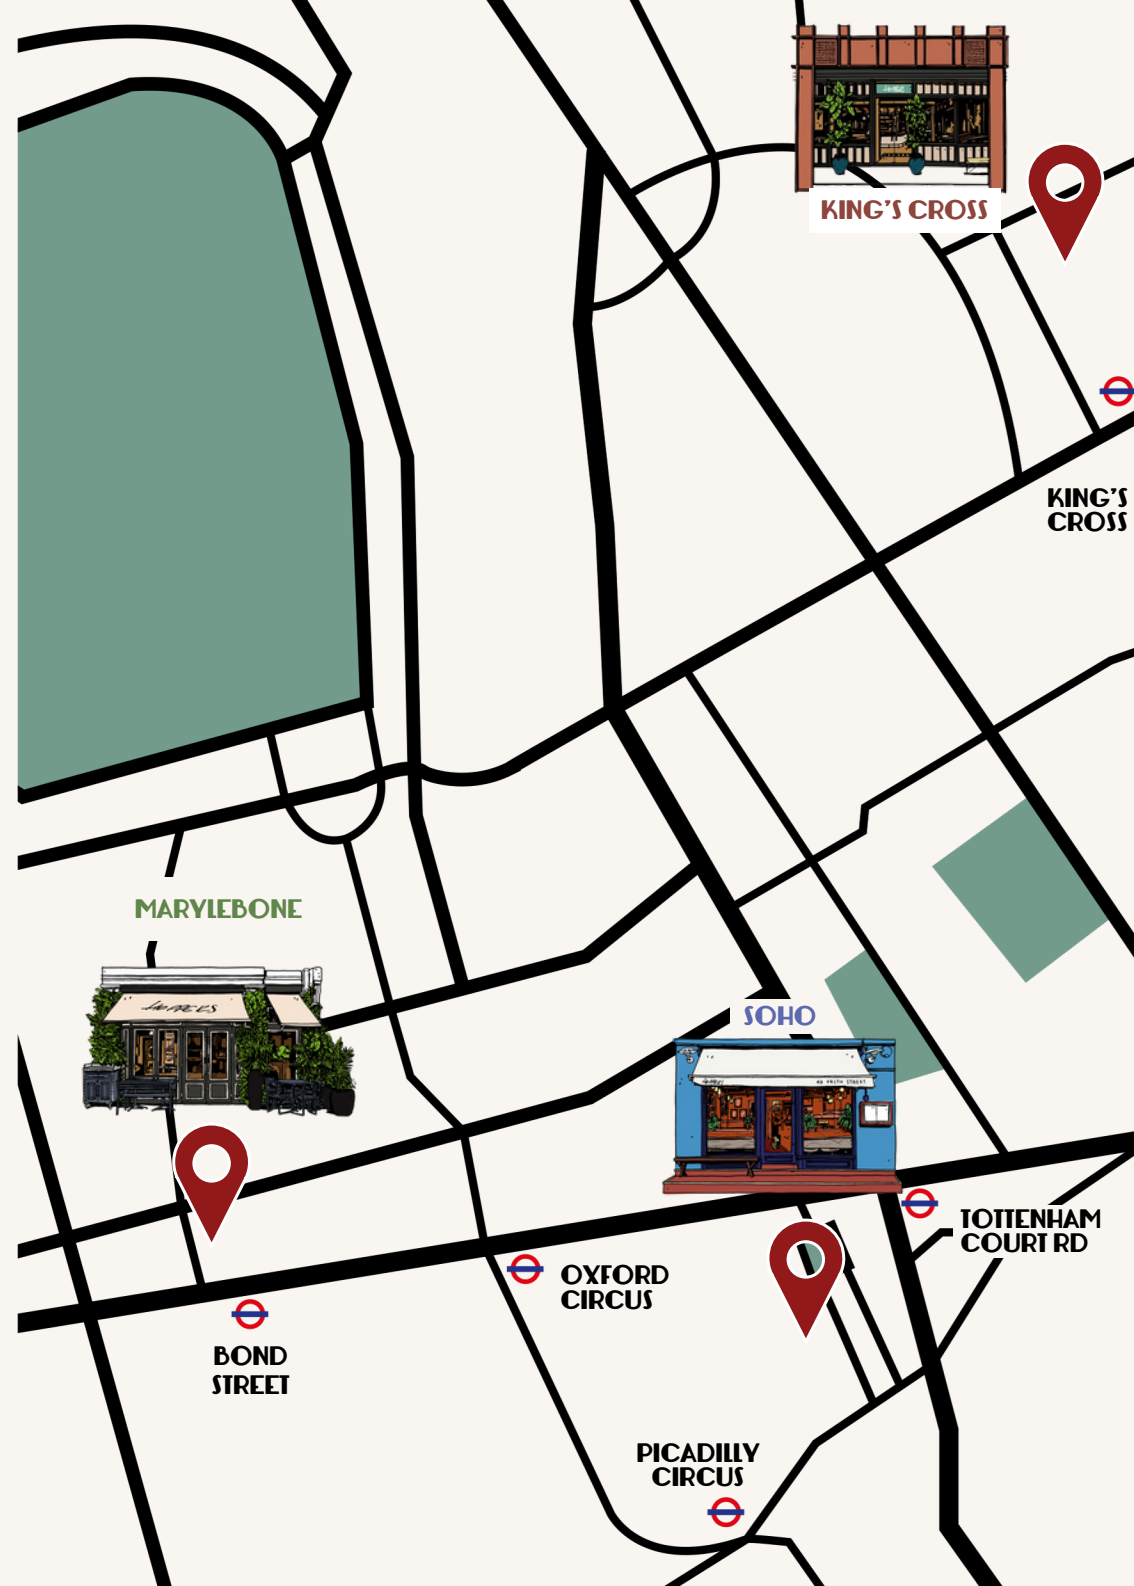 KING'S CROSS
KING'S
CROSS
MARYLEBONE
SOHO
TOTTENHAM
COURT RD
OXFORD
CIRCUS
BOND
STREET
PICADILLY
CIRCUS